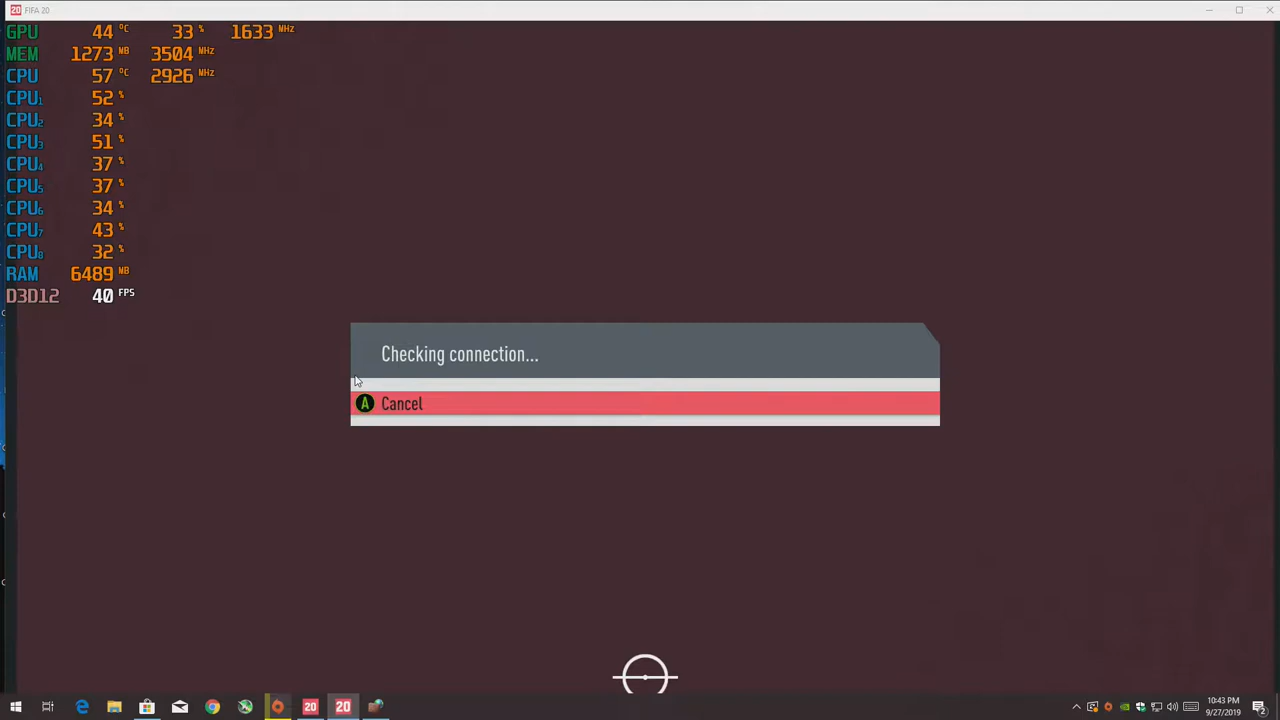 20 FIFA 20
GPU 44 °C 33 % 1633 MHz
MEM 1273 MB 3504 MHz
CPU 57 °C 2926 MHz
CPU1 52 %
CPU2 34 %
CPU3 51 %
CPU4 37 %
CPU5 37 %
CPU6 34 %
CPU7 43 %
CPU8 32 %
RAM 6489 MB
D3D12 40 FPS
Checking connection...
A Cancel
20 20
10:43 PM
9/27/2019
2